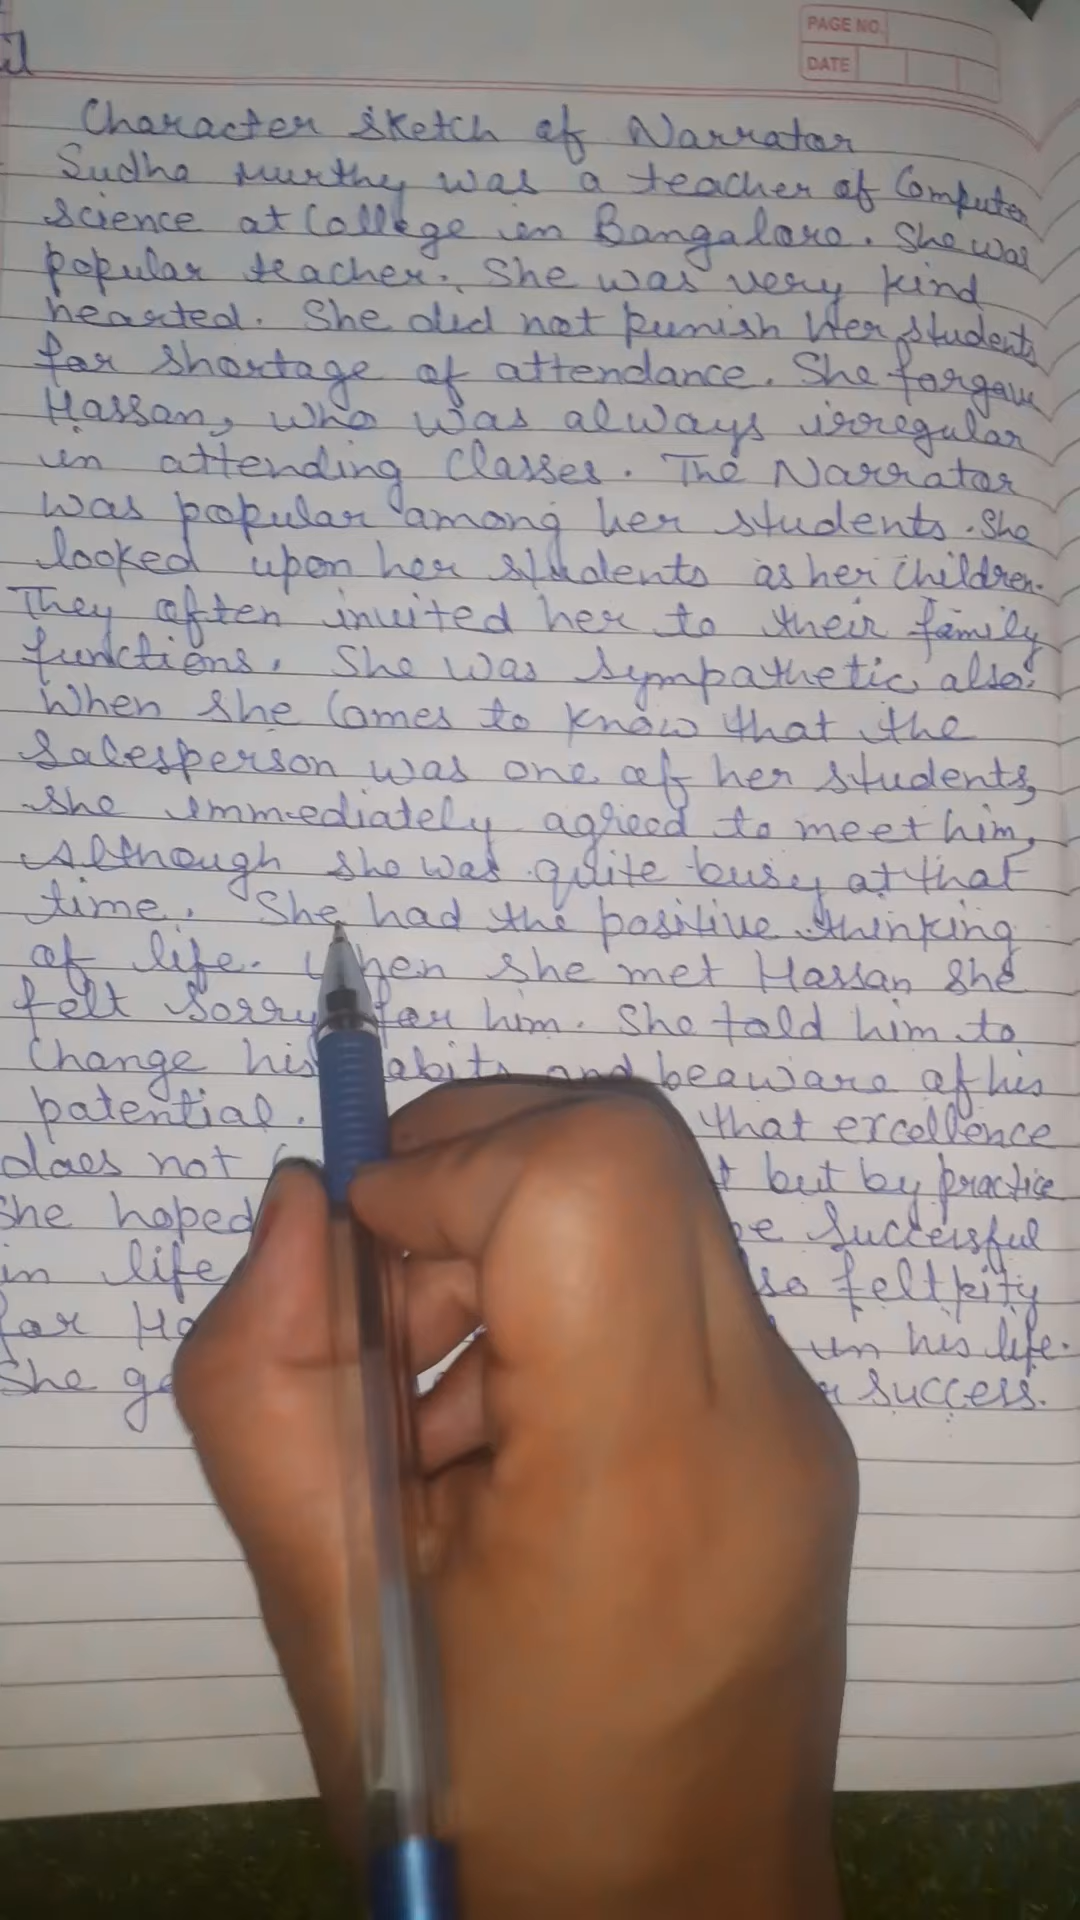 PAGE NO.
DATE
Character sketch of Narrator
Sudha Murthy was a teacher of Computer
science at College in Bangalore. She was
popular teacher. She was very kind
hearted. She did not punish Her students
for shortage of attendance. She forgave
Hassan, who was always irregular
in attending classes. The Narrator
was popular among her students. She
looked upon her students as her children.
They often invited her to their family
functions. She was sympathetic also.
When she Comes to know that the
salesperson was one of her students,
she immediately agreed to meet him,
Although she was quite busy at that
time. She had the positive thinking
of life. When she met Hassan she
felt sorry for him. She told him to
change his habits and beaware of his
potential. that excellence
does not but by practice
She hoped be successful
in life felt pity
for in his life.
She success.